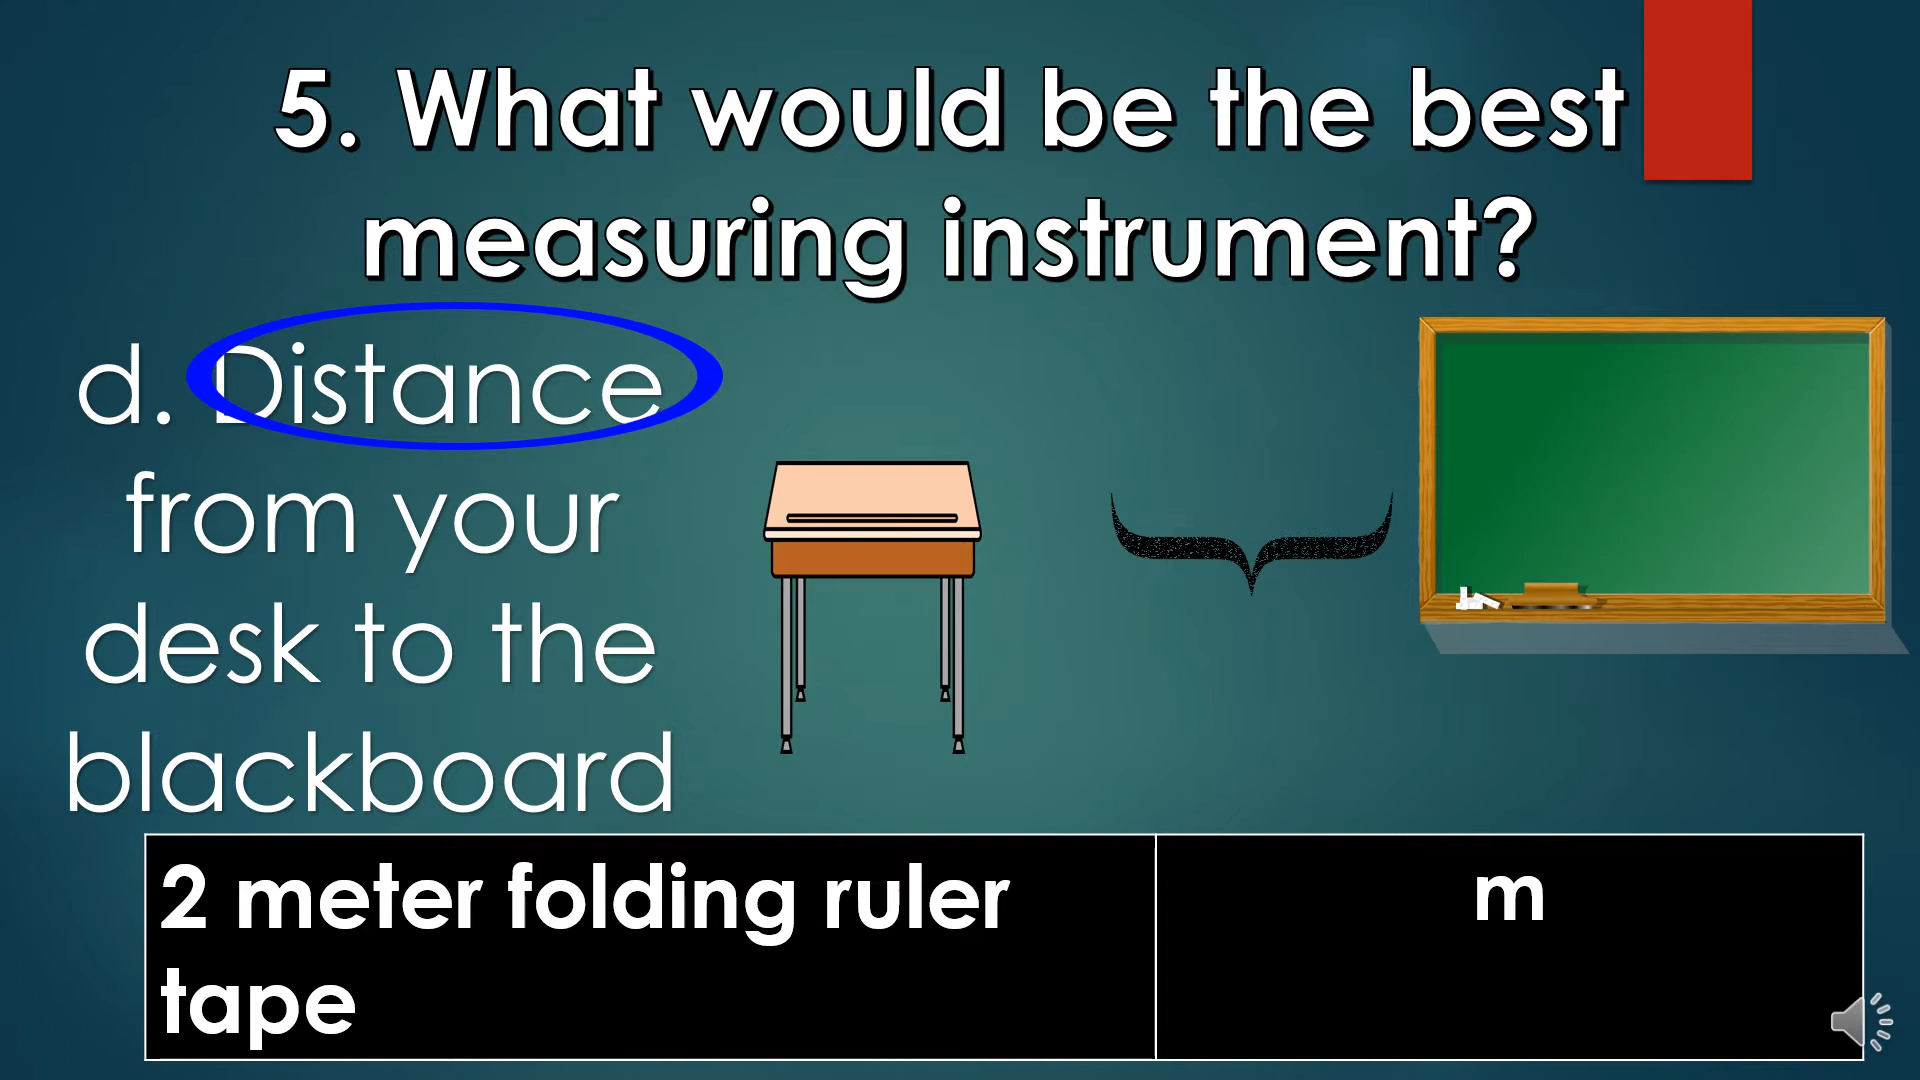 5. What would be the best
measuring instrument?
d. Distance
from your
desk to the
blackboard
2 meter folding ruler
tape
m